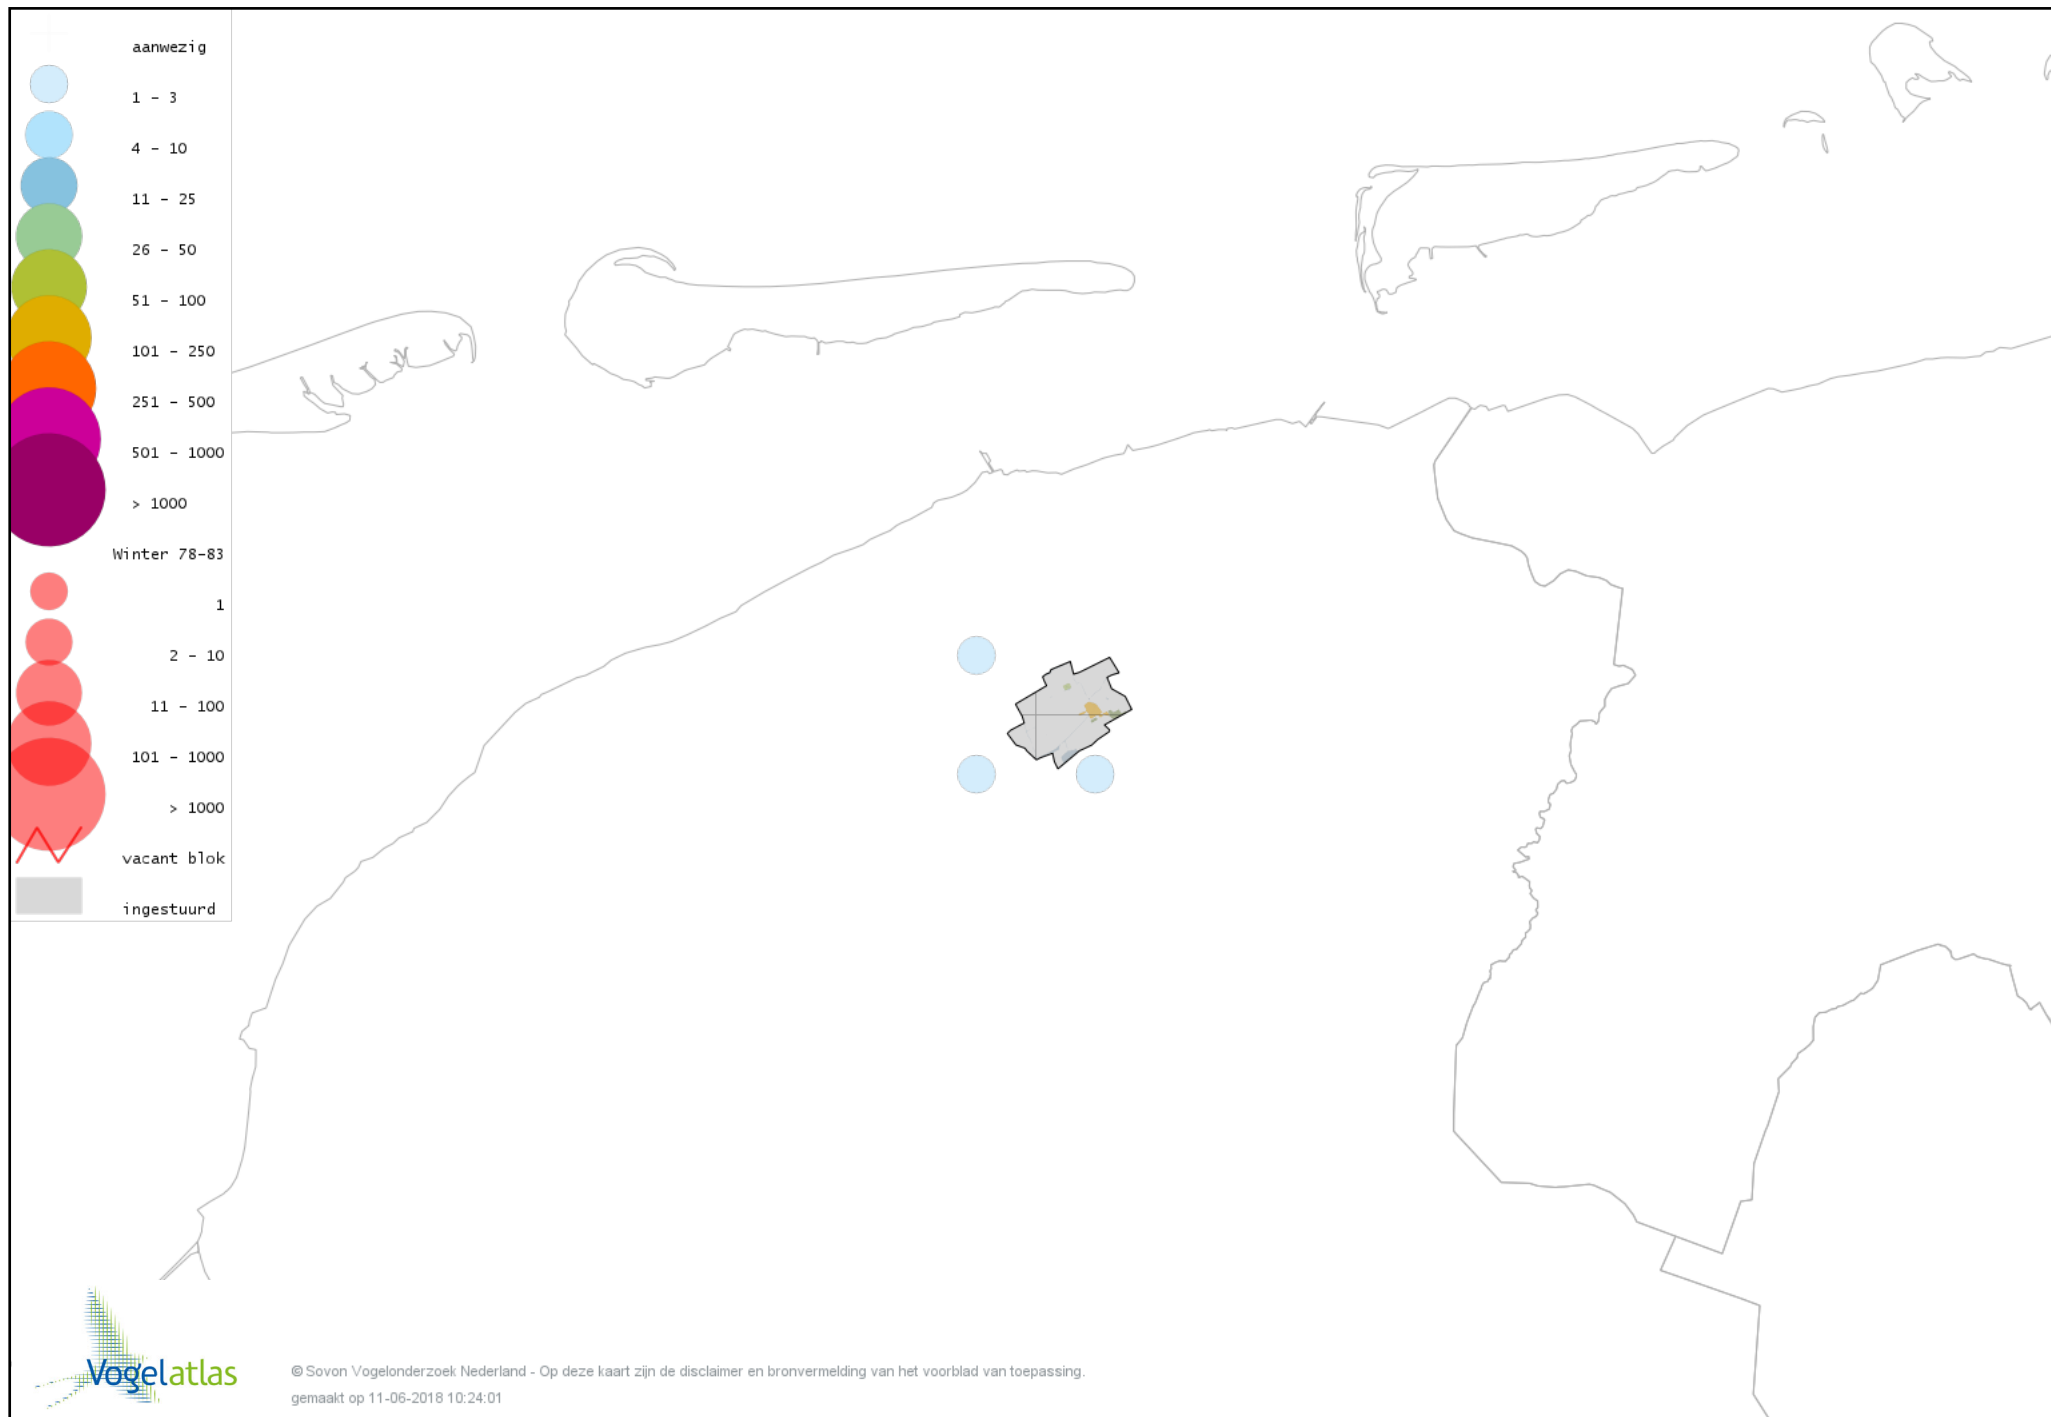 aanwezig
1 - 3
4 - 10
11 - 25
26 - 50
51 - 100
101 - 250
251 - 500
501 - 1000
> 1000
Winter 78-83
1
2 - 10
11 - 100
101 - 1000
> 1000
vacant blok
ingestuurd
Vogelatlas
© Sovon Vogelonderzoek Nederland - Op deze kaart zijn de disclaimer en bronvermelding van het voorblad van toepassing.
gemaakt op 11-06-2018 10:24:01